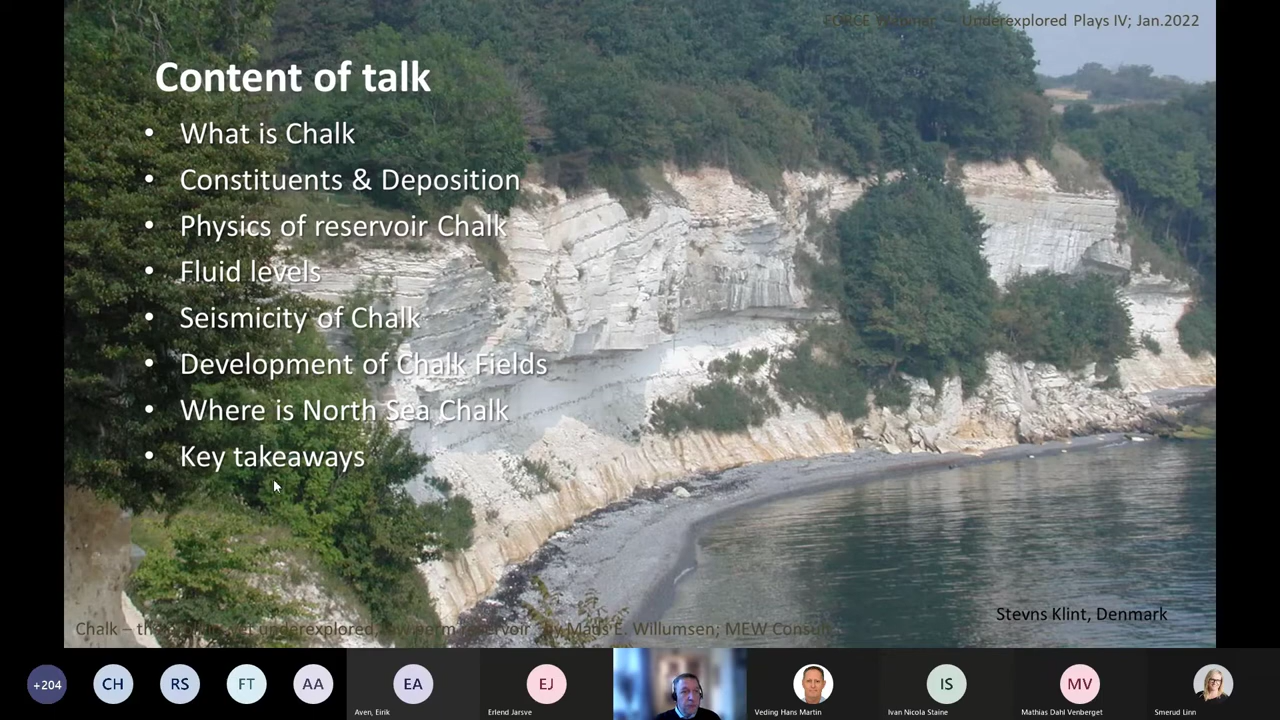 FORCE Webinar – Underexplored Plays IV; Jan.2022
Content of talk
• What is Chalk
• Constituents & Deposition
• Physics of reservoir Chalk
• Fluid levels
• Seismicity of Chalk
• Development of Chalk Fields
• Where is North Sea Chalk
• Key takeaways
Stevns Klint, Denmark
Chalk – underexplored, perm reservoir by Mads E. Willumsen; MEW Consult
+204
CH
RS
FT
AA
EA
EJ
IS
MV
Aven, Eirik
Erlend Jarsve
Veding Hans Martin
Ivan Nicola Staine
Mathias Dahl Venberget
Smerud Linn